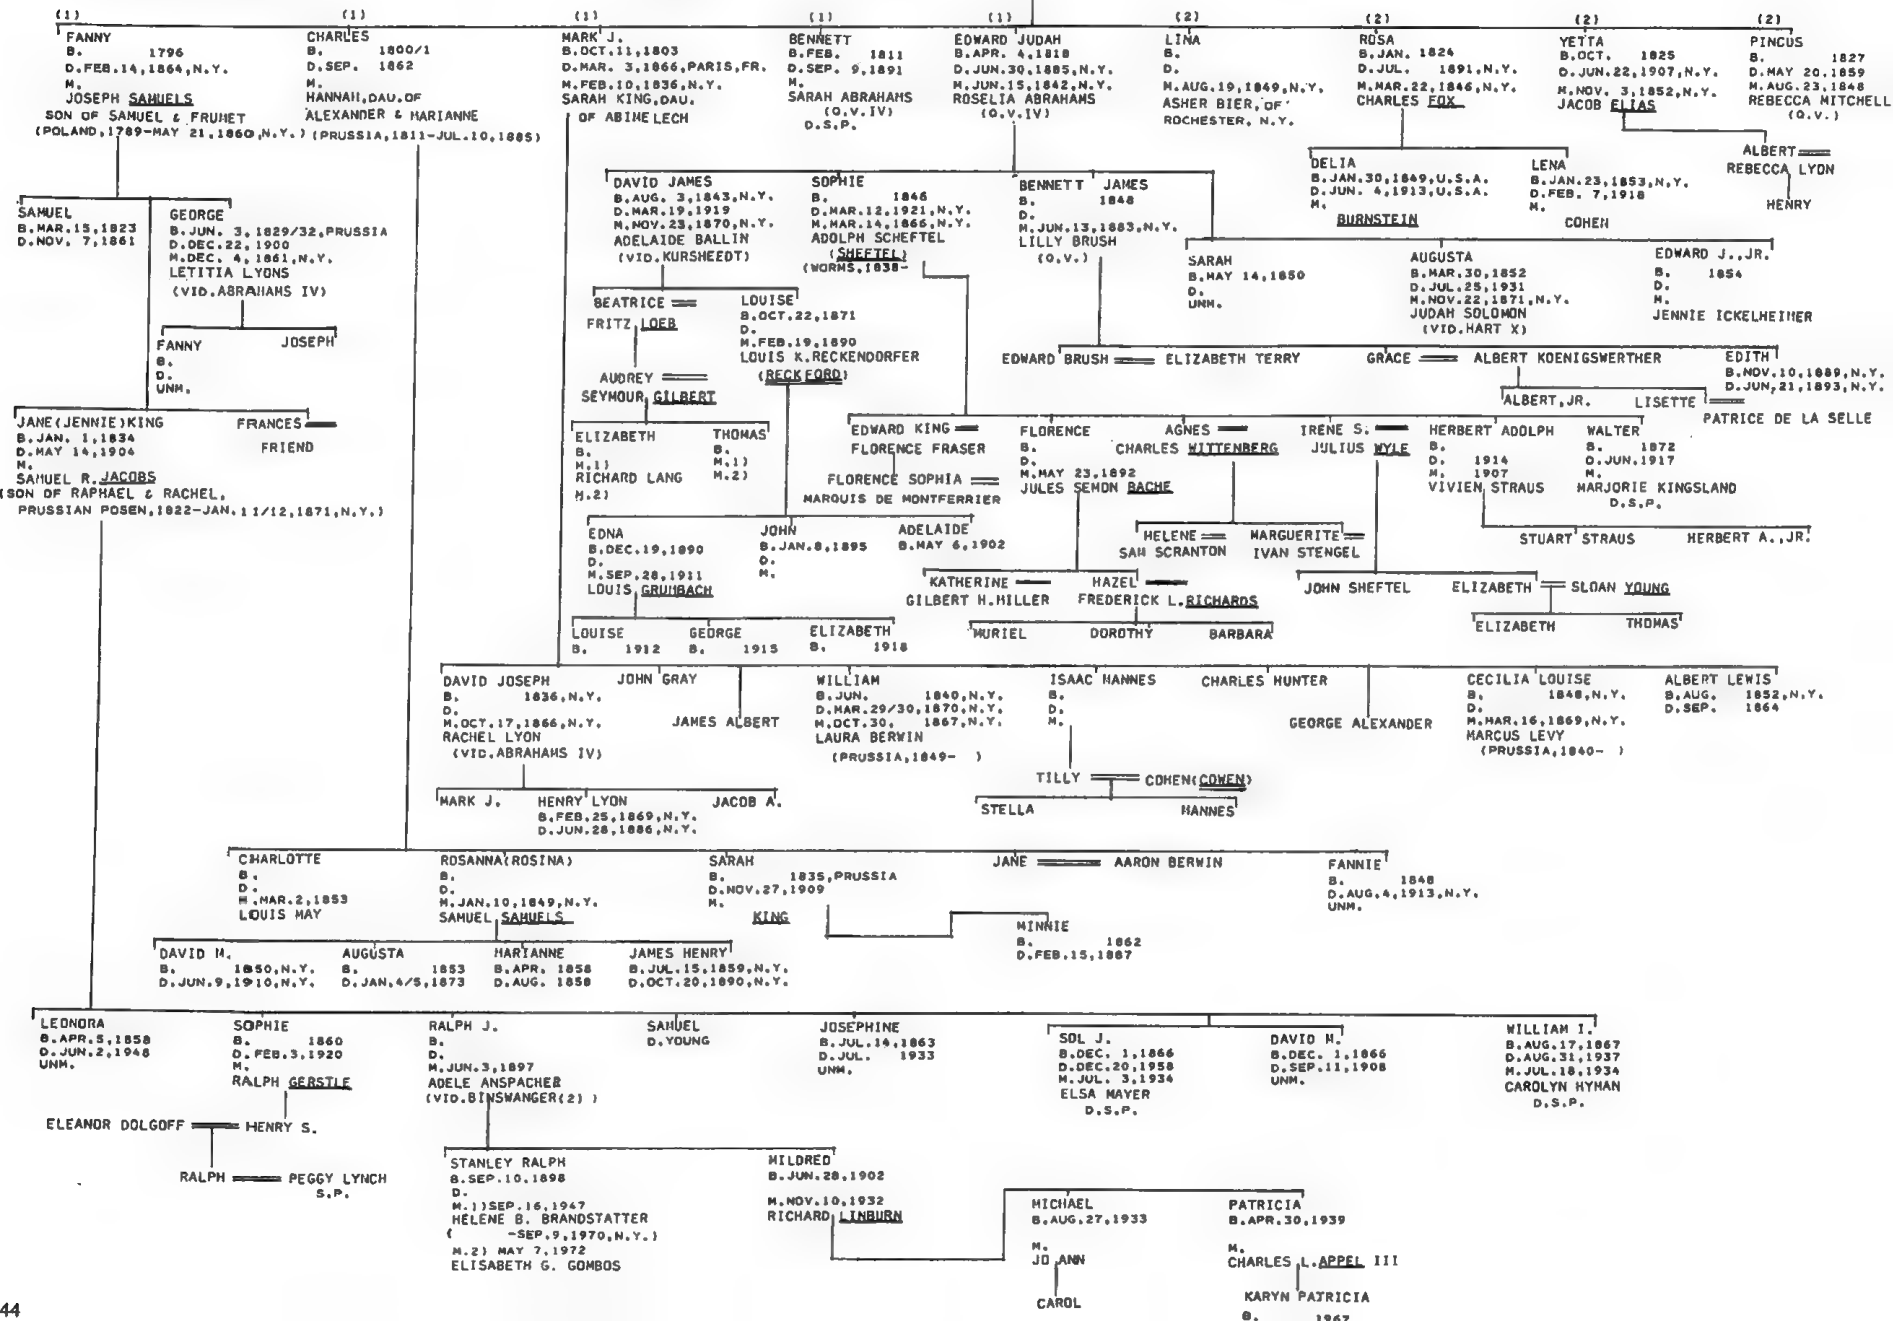 (1) (1) (1) (1) (1) (2) (2) (2) (2)
FANNY
B. 1796
D.FEB.14,1864,N.Y.
M.
JOSEPH SAMUELS
SON OF SAMUEL & FRUMET
(POLAND,1789-MAY 21,1860,N.Y.)
CHARLES
B. 1800/1
D.SEP. 1862
M.
HANNAH,DAU.OF
ALEXANDER & MARIANNE
(PRUSSIA,1811-JUL.10,1885)
MARK J.
B.OCT.11,1803
D.MAR. 3,1866,PARIS,FR.
M.FEB.10,1836,N.Y.
SARAH KING,DAU.
OF ABIMELECH
BENNETT
B.FEB. 1811
D.SEP. 9,1891
M.
SARAH ABRAHAMS
(Q.V.IV)
D.S.P.
EDWARD JUDAH
B.APR. 4,1818
D.JUN.30,1885,N.Y.
M.JUN.15,1842,N.Y.
ROSELIA ABRAHAMS
(Q.V.IV)
LINA
B.
D.
M.AUG.19,1849,N.Y.
ASHER BIER,OF
ROCHESTER, N.Y.
ROSA
B.JAN. 1824
D.JUL. 1891,N.Y.
M.MAR.22,1846,N.Y.
CHARLES FOX
YETTA
B.OCT. 1825
D.JUN.22,1907,N.Y.
M.NOV. 3,1852,N.Y.
JACOB ELIAS
PINCUS
B. 1827
D.MAY 20.1859
M.AUG.23,1848
REBECCA MITCHELL
(Q.V.)
DELIA
B.JAN.30,1849,U.S.A.
D.JUN. 4,1913,U.S.A.
M.
BURNSTEIN
LENA
B.JAN.23,1853,N.Y.
D.FEB. 7,1918
M.
COHEN
ALBERT
REBECCA LYON
HENRY
SAMUEL
B.MAR.15,1823
D.NOV. 7,1861
GEORGE
B.JUN. 3,1829/32,PRUSSIA
D.DEC.22, 1900
M.DEC. 4,1861,N.Y.
LETITIA LYONS
(VID.ABRAHAMS IV)
DAVID JAMES
B.AUG. 3,1843,N.Y.
D.MAR.19,1919
M.NOV.23,1870,N.Y.
ADELAIDE BALLIN
(VID.KURSHEEDT)
SOPHIE
B. 1846
D.MAR.12,1921,N.Y.
M.MAR.14,1866,N.Y.
ADOLPH SCHEFTEL
(SHEFTEL)
(WORMS,1838-
BENNETT JAMES
B. 1848
D.
M.JUN.13,1883,N.Y.
LILLY BRUSH
(Q.V.)
SARAH
B.MAY 14,1850
D.
UNM.
AUGUSTA
B.MAR.30,1852
D.JUL.25,1931
M.NOV.22,1871,N.Y.
JUDAH SOLOMON
(VID.HART X)
EDWARD J.,JR.
B. 1854
D.
M.
JENNIE ICKELHEIMER
FANNY
B.
D.
UNM.
JOSEPH
BEATRICE
FRITZ LOEB
LOUISE
B.OCT.22,1871
D.
M.FEB.19,1890
LOUIS K.RECKENDORFER
(RECKFORD)
EDWARD BRUSH ELIZABETH TERRY
GRACE ALBERT KOENIGSWERTHER
EDITH
B.NOV.10,1889,N.Y.
D.JUN,21,1893,N.Y.
AUDREY
SEYMOUR GILBERT
ALBERT,JR. LISETTE
PATRICE DE LA SELLE
JANE(JENNIE)KING
B.JAN. 1,1834
D.MAY 14,1904
M.
SAMUEL R.JACOBS
(SON OF RAPHAEL & RACHEL,
PRUSSIAN POSEN,1822-JAN.11/12,1871,N.Y.)
FRANCES
FRIEND
ELIZABETH
B.
M.1)
RICHARD LANG
M.2)
THOMAS
B.
M.1)
M.2)
EDWARD KING
FLORENCE FRASER
FLORENCE SOPHIA
MARQUIS DE MONTFERRIER
FLORENCE
B.
D.
M.MAY 23,1892
JULES SEMON BACHE
AGNES
CHARLES WITTENBERG
IRENE S.
JULIUS WYLE
HERBERT ADOLPH
B.
D. 1914
M. 1907
VIVIEN STRAUS
WALTER
B. 1872
D.JUN.1917
M.
MARJORIE KINGSLAND
D.S.P.
EDNA
B.DEC.19,1890
D.
M.SEP.28,1911
LOUIS GRUMBACH
JOHN
B.JAN.8,1895
D.
M.
ADELAIDE
B.MAY 6,1902
HELENE
SAM SCRANTON
MARGUERITE
IVAN STENGEL
STUART STRAUS
HERBERT A.,JR.
KATHERINE
GILBERT H.MILLER
HAZEL
FREDERICK L.RICHARDS
JOHN SHEFTEL
ELIZABETH SLOAN YOUNG
ELIZABETH THOMAS
LOUISE
B. 1912
GEORGE
B. 1915
ELIZABETH
B. 1918
MURIEL DOROTHY BARBARA
DAVID JOSEPH
B. 1836,N.Y.
D.
M.OCT.17,1866,N.Y.
RACHEL LYON
(VID.ABRAHAMS IV)
JOHN GRAY
JAMES ALBERT
WILLIAM
B.JUN. 1840,N.Y.
D.MAR.29/30,1870,N.Y.
M.OCT.30, 1867,N.Y.
LAURA BERWIN
(PRUSSIA,1849- )
ISAAC HANNES
B.
D.
M.
CHARLES HUNTER
GEORGE ALEXANDER
CECILIA LOUISE
B. 1848,N.Y.
D.
M.MAR.16,1869,N.Y.
MARCUS LEVY
(PRUSSIA,1840- )
ALBERT LEWIS
B.AUG. 1852,N.Y.
D.SEP. 1864
TILLY COHEN(COWEN)
MARK J.
HENRY LYON
B.FEB.25,1869,N.Y.
D.JUN.28,1886,N.Y.
JACOB A.
STELLA HANNES
CHARLOTTE
B.
D.
M.MAR.2,1853
LOUIS MAY
ROSANNA(ROSINA)
B.
D.
M.JAN.10,1849,N.Y.
SAMUEL SAMUELS
SARAH
B. 1835,PRUSSIA
D.NOV.27,1909
M.
KING
JANE AARON BERWIN
FANNIE
B. 1848
D.AUG.4,1913,N.Y.
UNM.
MINNIE
B. 1862
D.FEB.15,1887
DAVID M.
B. 1850,N.Y.
D.JUN.9,1910,N.Y.
AUGUSTA
B. 1853
D.JAN.4/5,1873
MARIANNE
B.APR. 1858
D.AUG. 1858
JAMES HENRY
B.JUL.15,1859,N.Y.
D.OCT.20,1890,N.Y.
LEONORA
B.APR.5,1858
D.JUN.2,1948
UNM.
SOPHIE
B. 1860
D.FEB.3,1920
M.
RALPH GERSTLE
RALPH J.
B.
D.
M.JUN.3,1897
ADELE ANSPACHER
(VID.BINSWANGER(2) )
SAMUEL
D.YOUNG
JOSEPHINE
B.JUL.14,1863
D.JUL. 1933
UNM.
SOL J.
B.DEC. 1,1866
D.DEC.20,1958
M.JUL. 3,1934
ELSA MAYER
D.S.P.
DAVID H.
B.DEC. 1,1866
D.SEP.11,1908
UNM.
WILLIAM I.
B.AUG.17,1867
D.AUG.31,1937
M.JUL.18,1934
CAROLYN HYMAN
D.S.P.
ELEANOR DOLGOFF HENRY S.
RALPH PEGGY LYNCH
S.P.
STANLEY RALPH
B.SEP.10,1898
D.
M.1)SEP.16,1947
HELENE B. BRANDSTATTER
( -SEP.9,1970,N.Y.)
M.2) MAY 7,1972
ELISABETH G. GOMBOS
MILDRED
B.JUN.28,1902
M.NOV.10,1932
RICHARD LINBURN
MICHAEL
B.AUG,27,1933
M.
JO ANN
CAROL
PATRICIA
B.APR.30,1939
M.
CHARLES L.APPEL III
KARYN PATRICIA
B. 1967
44